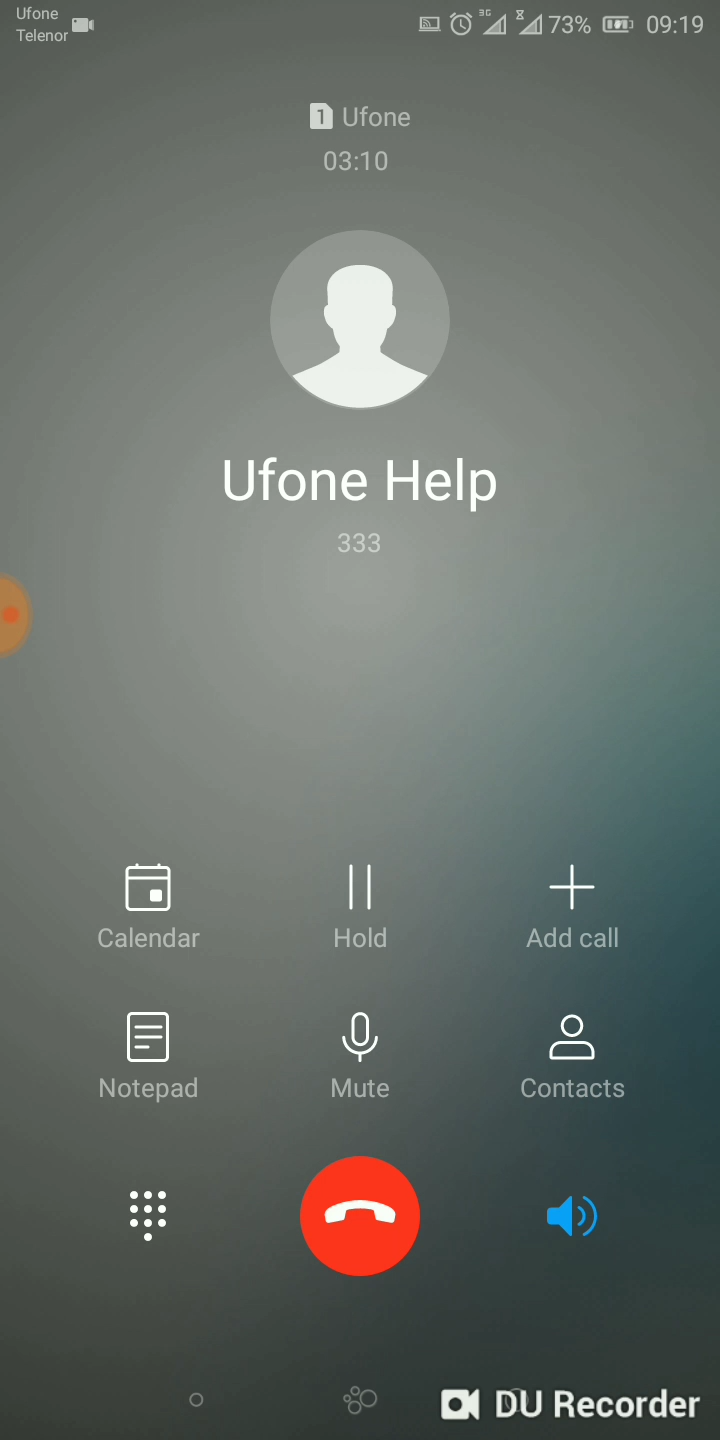 Ufone
Telenor
3G 73% 09:19
1 Ufone
03:10
Ufone Help
333
Calendar Hold Add call
Notepad Mute Contacts
DU Recorder